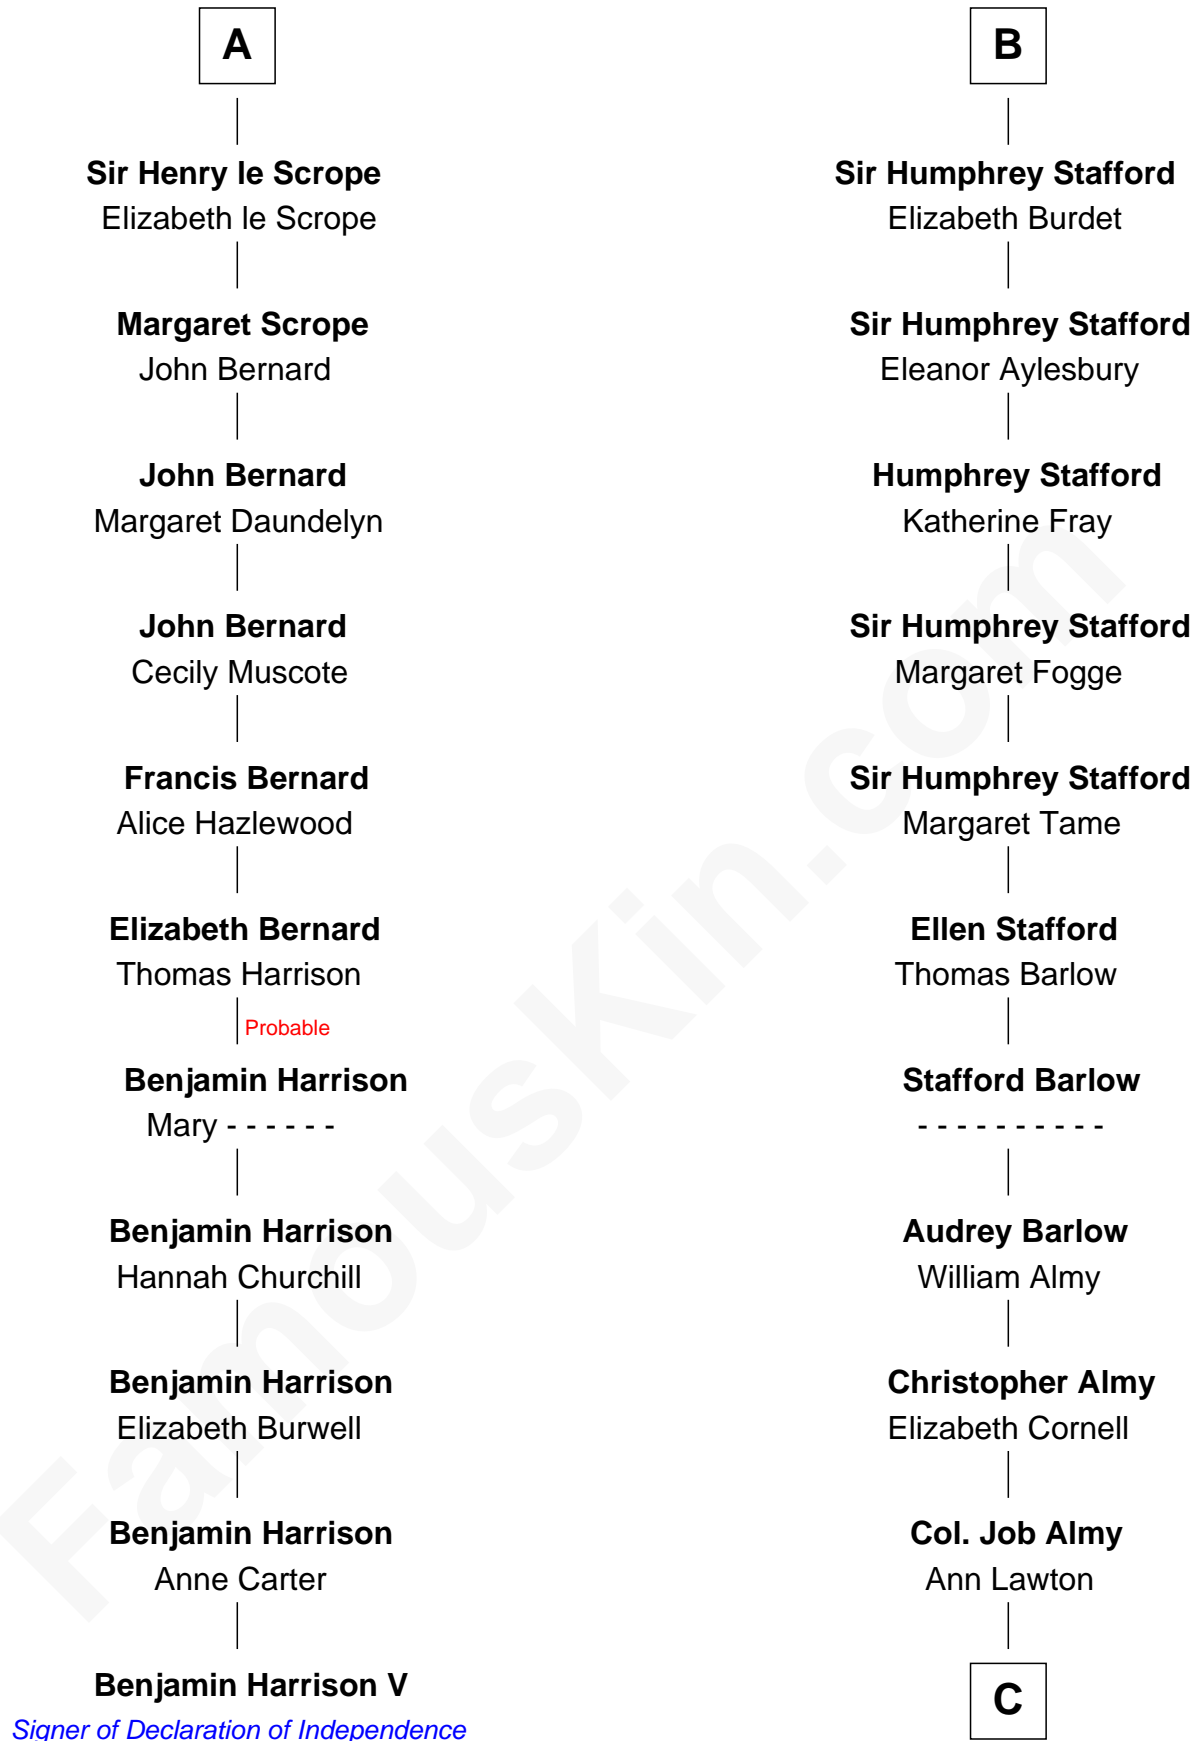 A
Sir Henry le Scrope
Elizabeth le Scrope
Margaret Scrope
John Bernard
John Bernard
Margaret Daundelyn
John Bernard
Cecily Muscote
Francis Bernard
Alice Hazlewood
Elizabeth Bernard
Thomas Harrison
Probable
Benjamin Harrison
Mary - - - - - -
Benjamin Harrison
Hannah Churchill
Benjamin Harrison
Elizabeth Burwell
Benjamin Harrison
Anne Carter
Benjamin Harrison V
Signer of Declaration of Independence
B
Sir Humphrey Stafford
Elizabeth Burdet
Sir Humphrey Stafford
Eleanor Aylesbury
Humphrey Stafford
Katherine Fray
Sir Humphrey Stafford
Margaret Fogge
Sir Humphrey Stafford
Margaret Tame
Ellen Stafford
Thomas Barlow
Stafford Barlow
- - - - - - - - - -
Audrey Barlow
William Almy
Christopher Almy
Elizabeth Cornell
Col. Job Almy
Ann Lawton
C
FamousKin.com